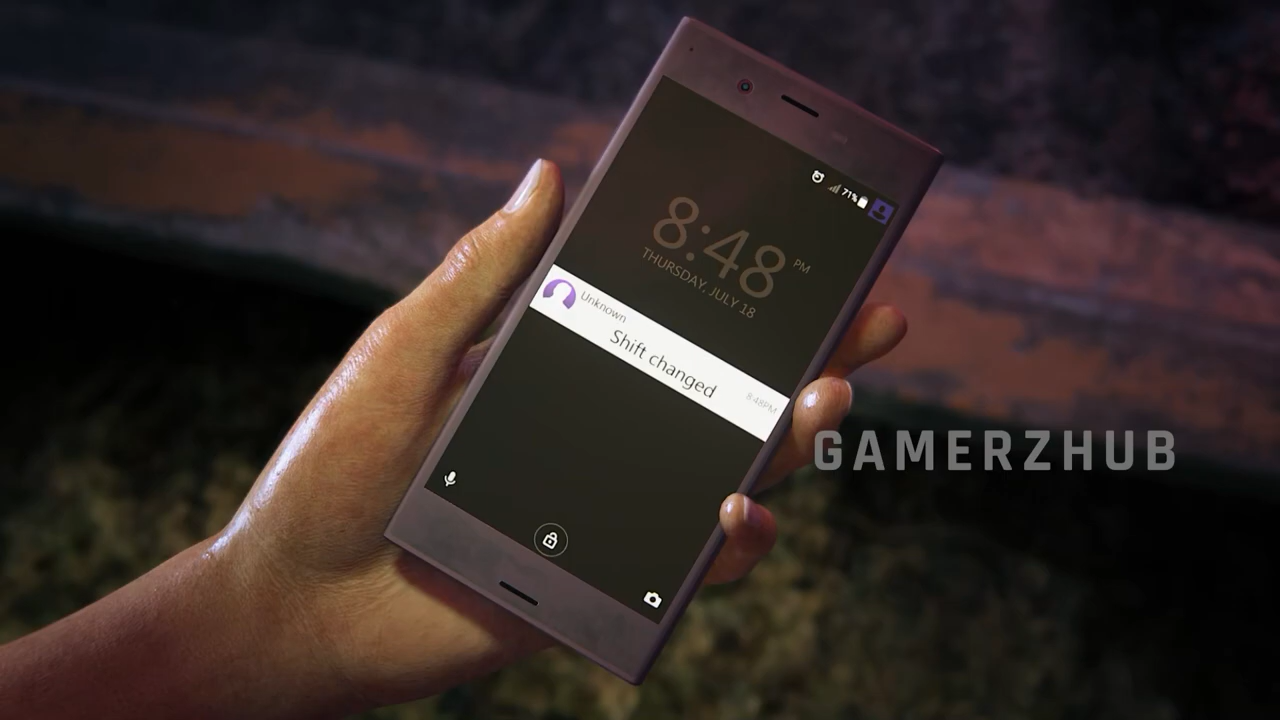 71%
8:48 PM
THURSDAY, JULY 18
Unknown
Shift changed
8:48PM
GAMERZHUB